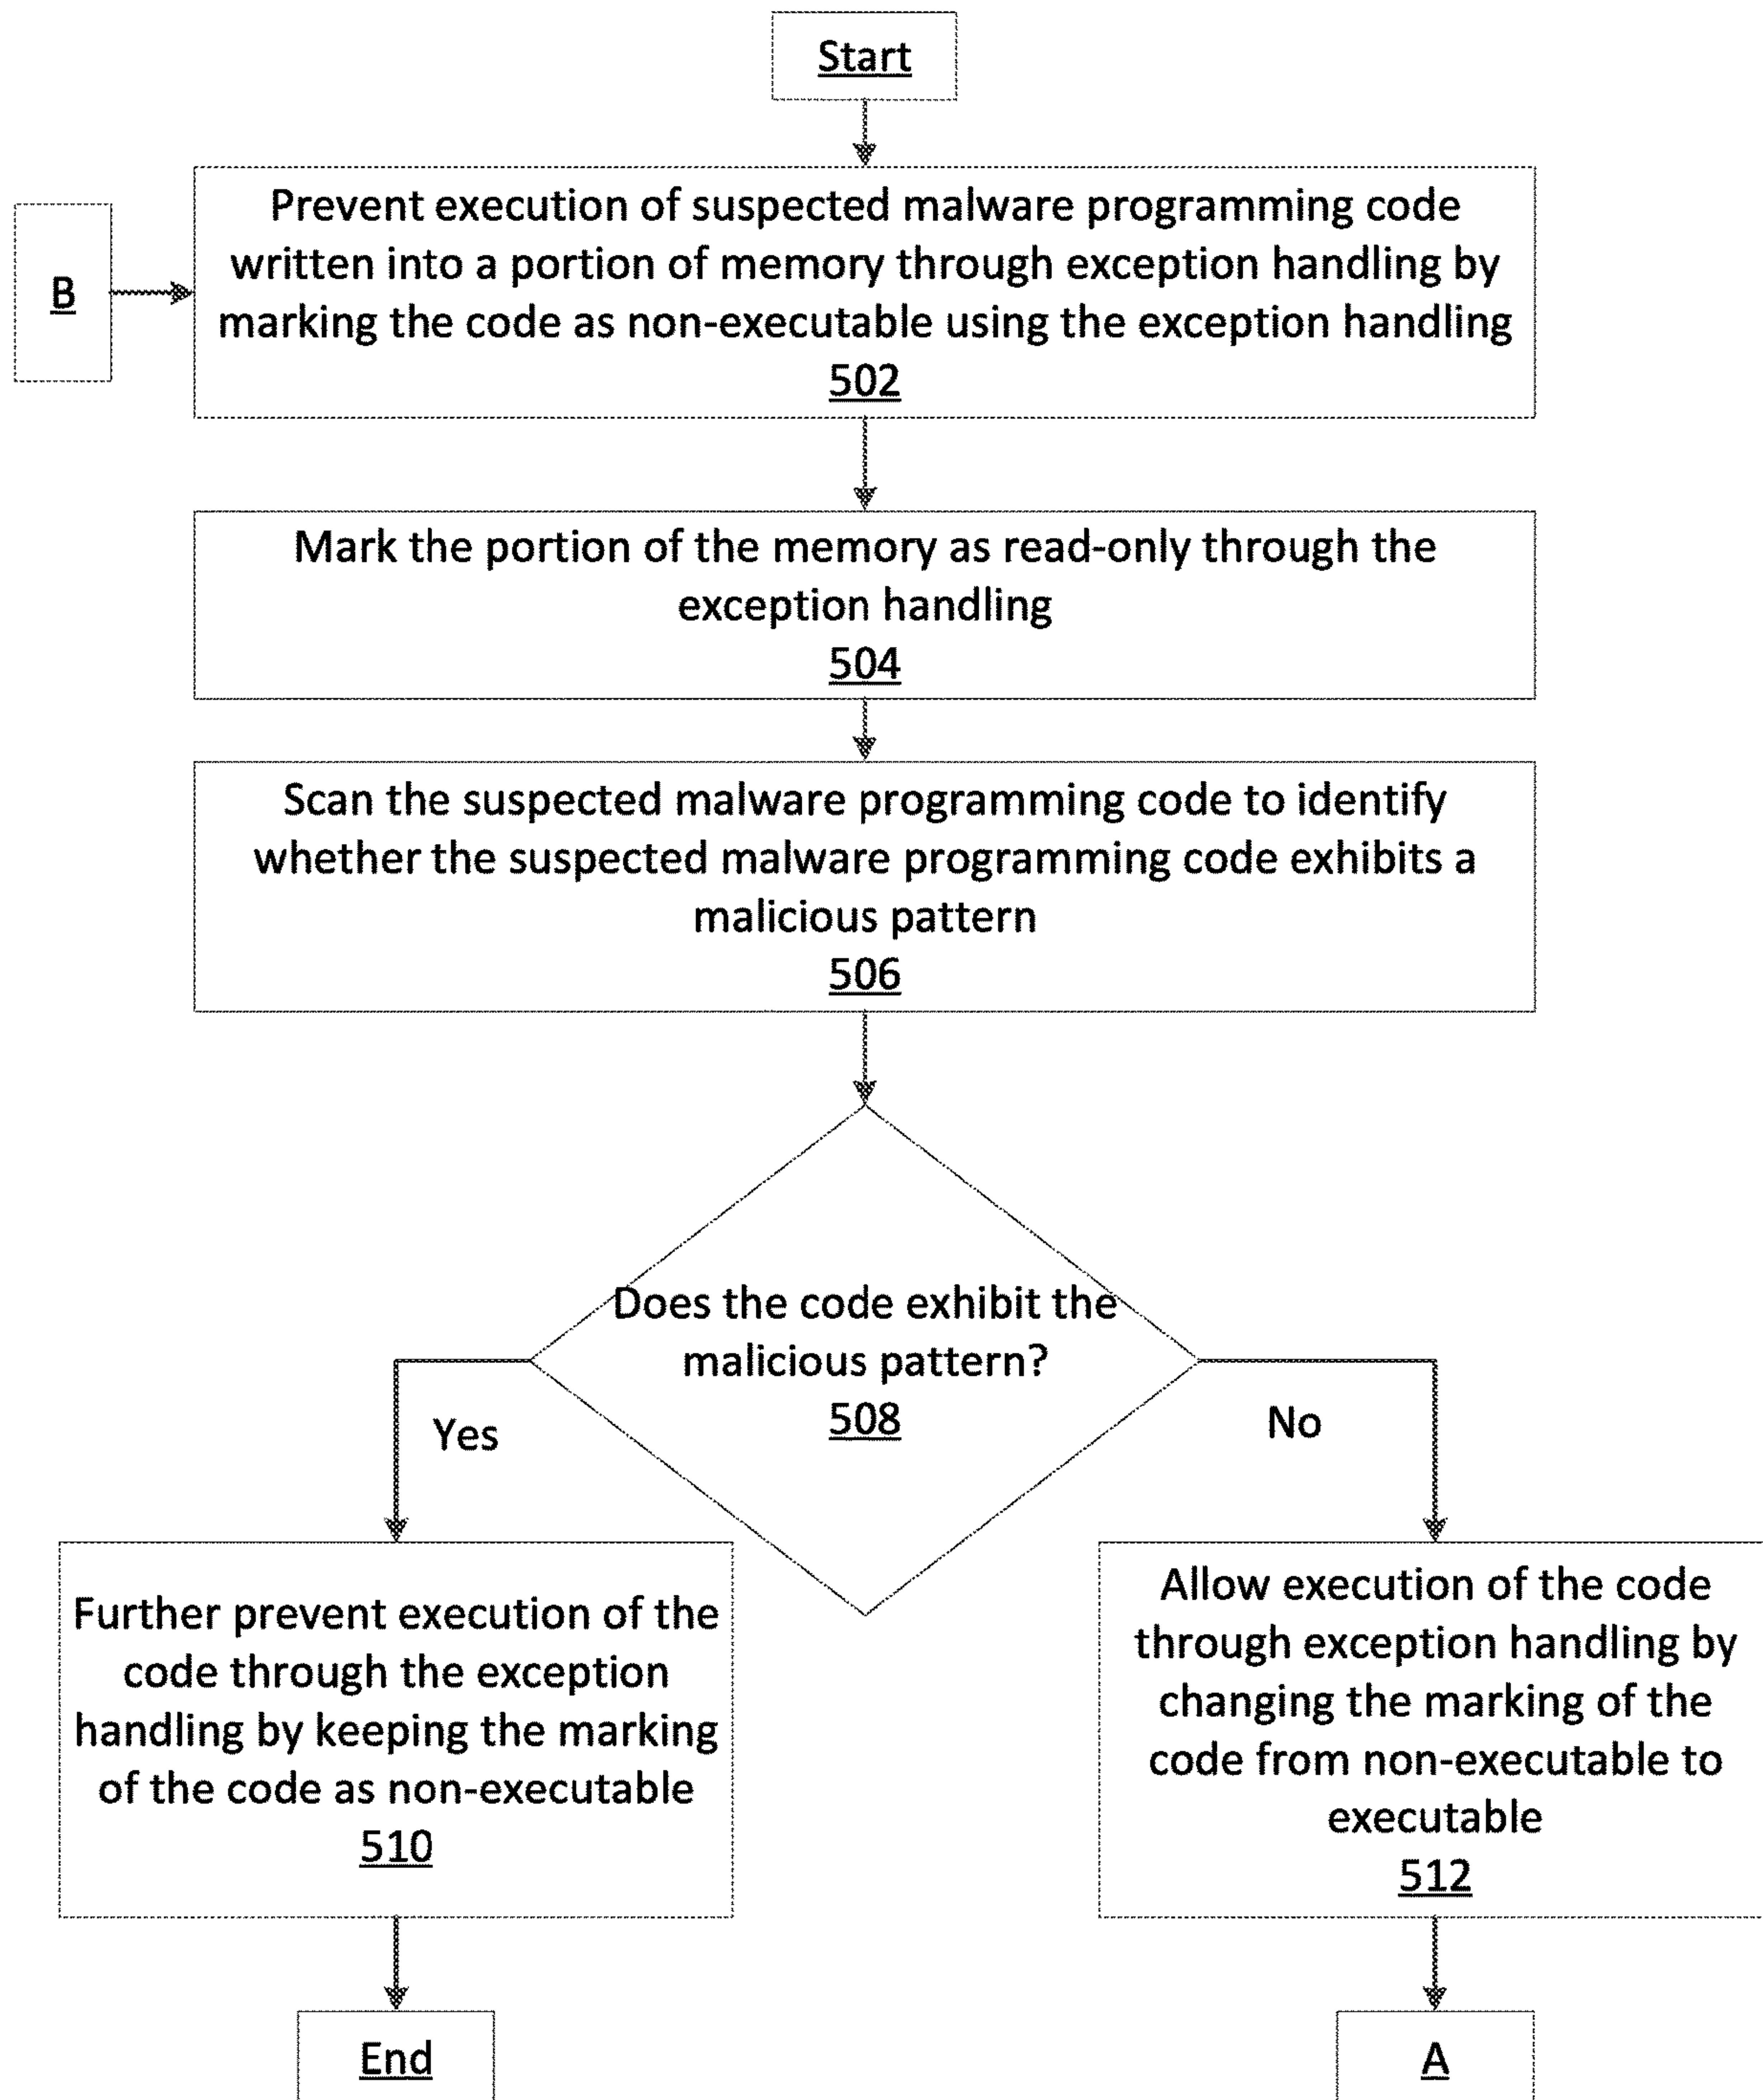 Start
B
Prevent execution of suspected malware programming code
written into a portion of memory through exception handling by
marking the code as non-executable using the exception handling
502
Mark the portion of the memory as read-only through the
exception handling
504
Scan the suspected malware programming code to identify
whether the suspected malware programming code exhibits a
malicious pattern
506
Does the code exhibit the
malicious pattern?
508
Yes
No
Further prevent execution of the
code through the exception
handling by keeping the marking
of the code as non-executable
510
Allow execution of the code
through exception handling by
changing the marking of the
code from non-executable to
executable
512
End
A